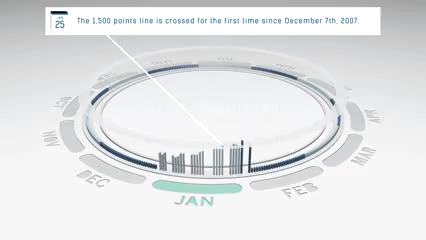 JAN
25
The 1,500 points line is crossed for the first time since December 7th, 2007.
NOV
MAR
DEC
FEB
JAN